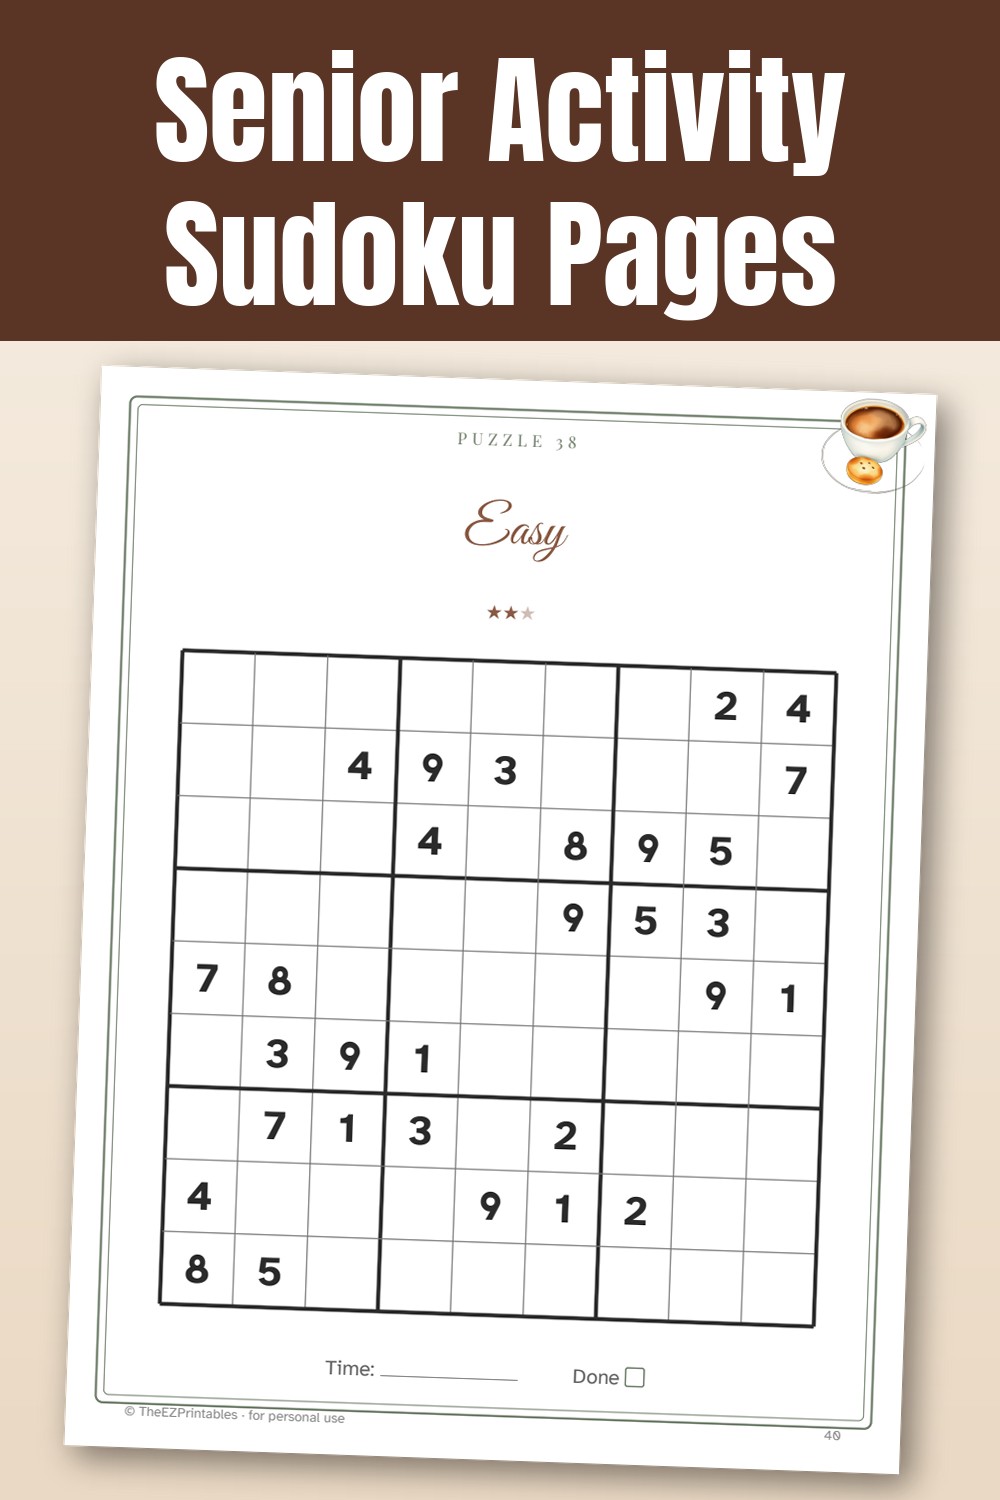 Senior Activity
Sudoku Pages
PUZZLE 38
Easy
2 4
4 9 3 7
4 8 9 5
9 5 3
7 8 9 1
3 9 1
7 1 3 2
4 9 1 2
8 5
Time: Done
© TheEZPrintables - for personal use
40